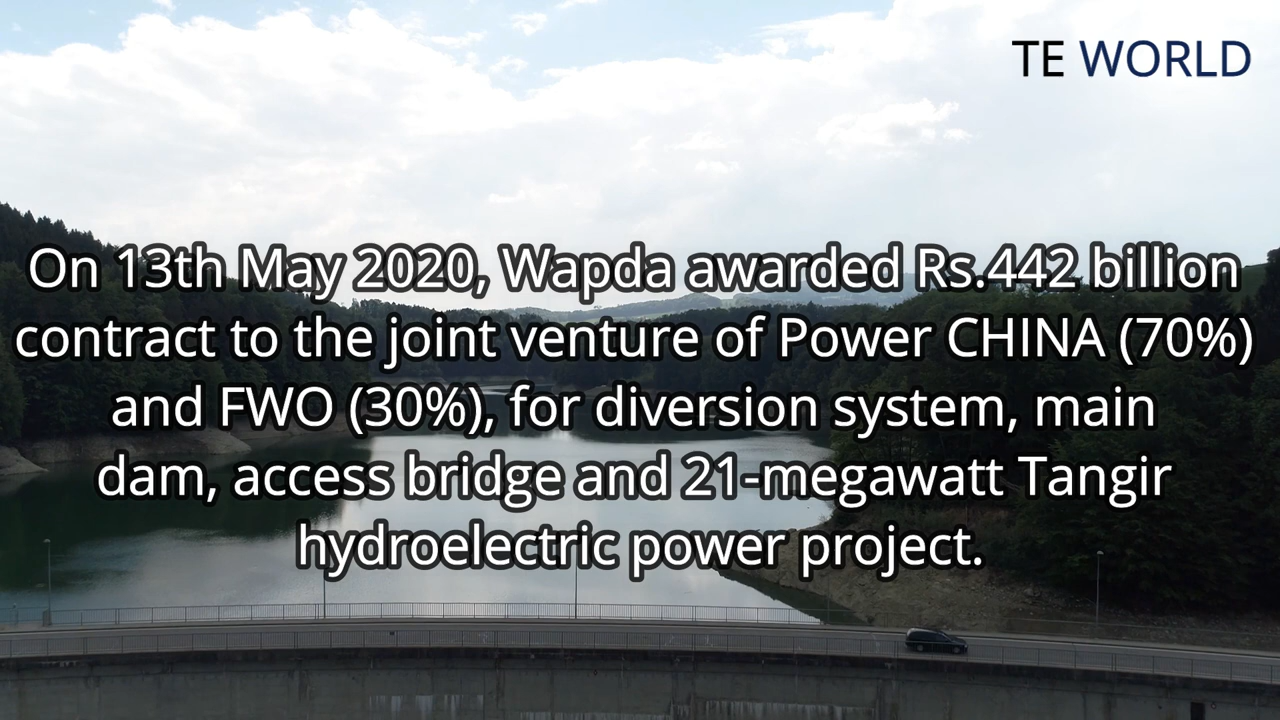 TE WORLD
On 13th May 2020, Wapda awarded Rs.442 billion
contract to the joint venture of Power CHINA (70%)
and FWO (30%), for diversion system, main
dam, access bridge and 21-megawatt Tangir
hydroelectric power project.